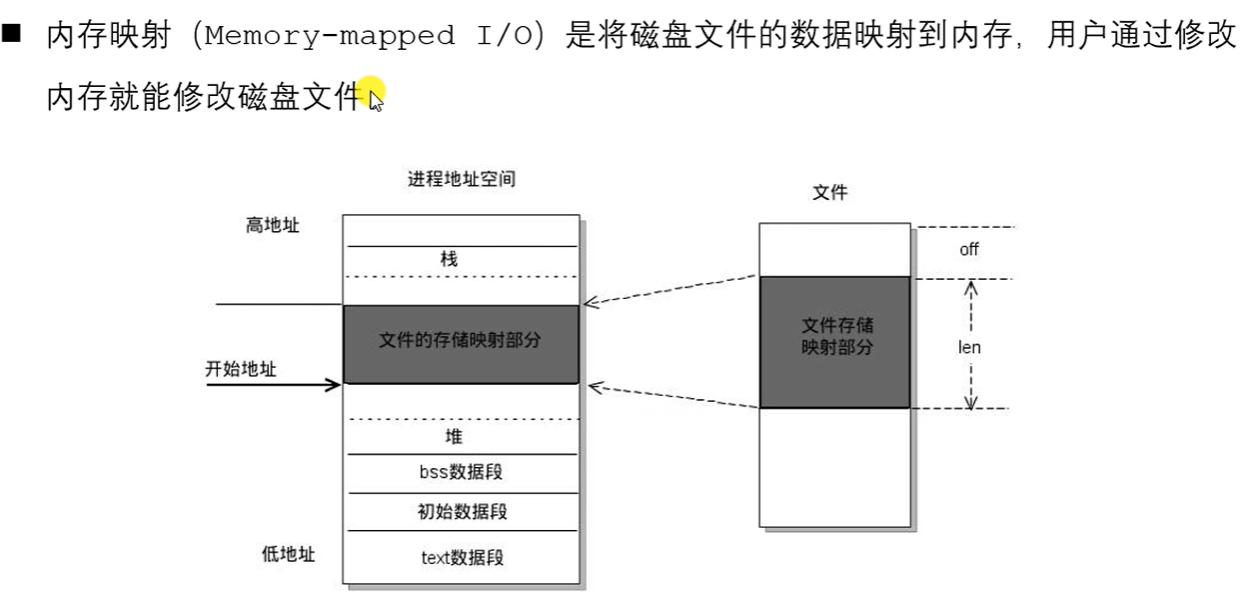 ■ 内存映射（Memory-mapped I/O）是将磁盘文件的数据映射到内存，用户通过修改
内存就能修改磁盘文件
进程地址空间
文件
高地址
栈
off
文件的存储映射部分
文件存储
映射部分
len
开始地址
堆
bss数据段
初始数据段
低地址
text数据段